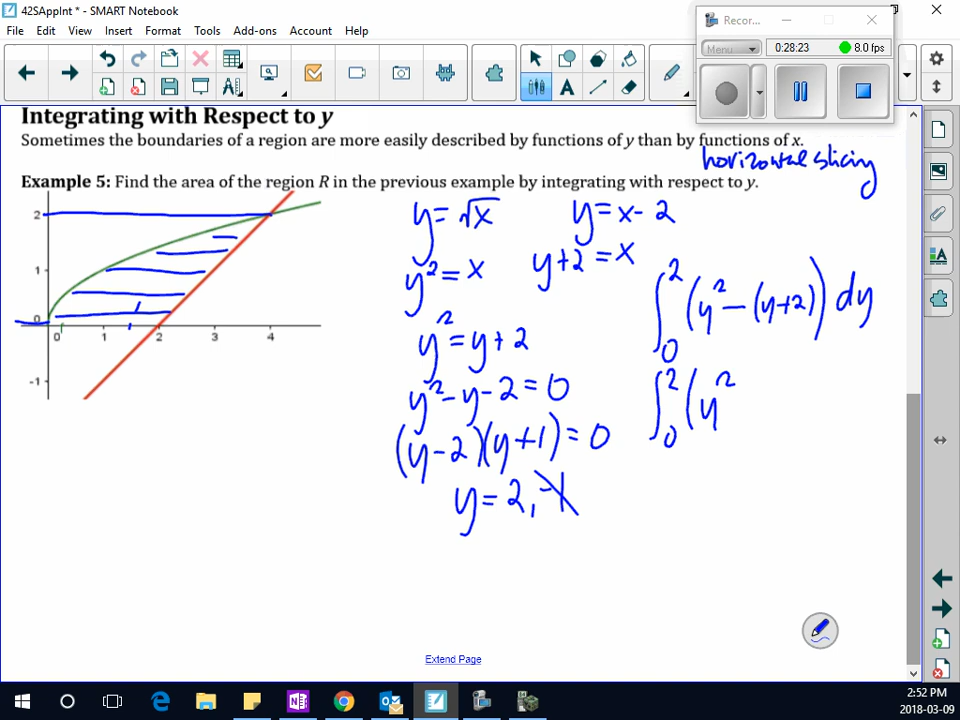 42SAppInt * - SMART Notebook
Recor...
File Edit View Insert Format Tools Add-ons Account Help
Menu
0:28:23
8.0 fps
Integrating with Respect to y
Sometimes the boundaries of a region are more easily described by functions of y than by functions of x.
horizontal slicing
Example 5: Find the area of the region R in the previous example by integrating with respect to y.
2
1
0
-1
0 1 2 3 4
y = √x
y = x - 2
y² = x
y + 2 = x
∫₀² (y² - (y+2)) dy
y² = y + 2
y² - y - 2 = 0
∫₀² (y²
(y - 2)(y + 1) = 0
y = 2, -1
Extend Page
2:52 PM
2018-03-09